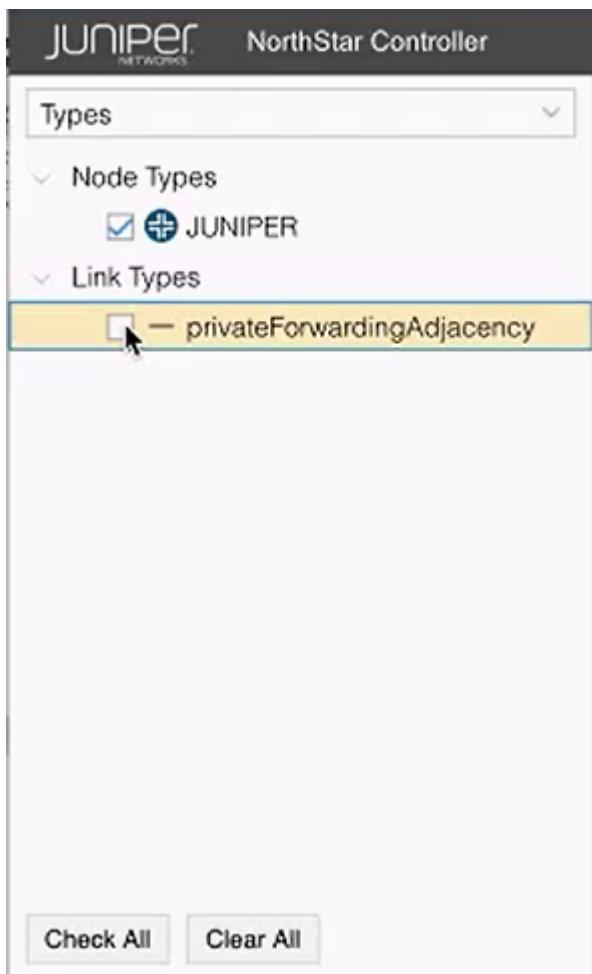 JUNIPER NETWORKS NorthStar Controller
Types
Node Types
JUNIPER
Link Types
privateForwardingAdjacency
Check All Clear All